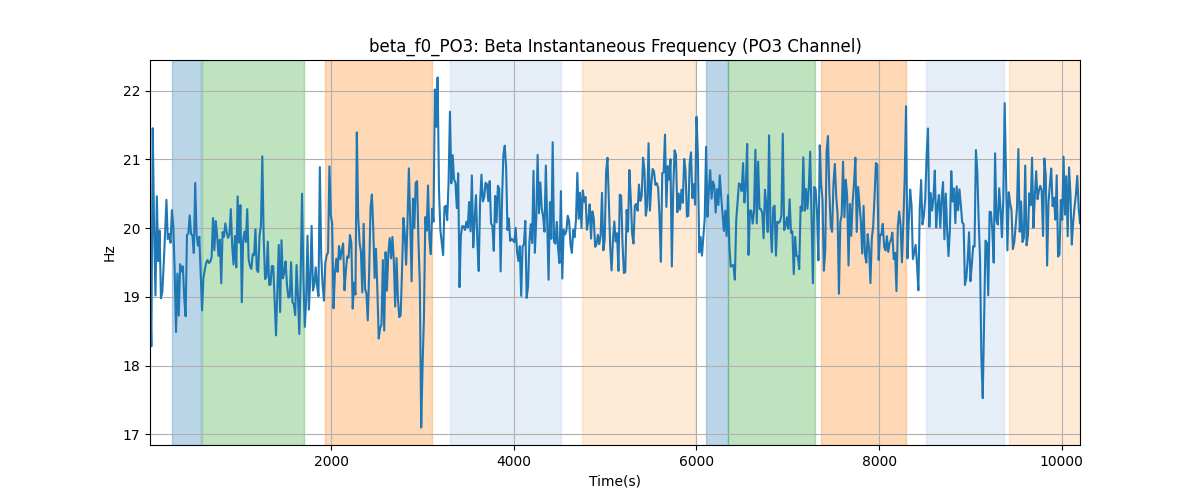 beta_f0_PO3: Beta Instantaneous Frequency (PO3 Channel)
22
21
20
19
18
17
Hz
2000 4000 6000 8000 10000
Time(s)